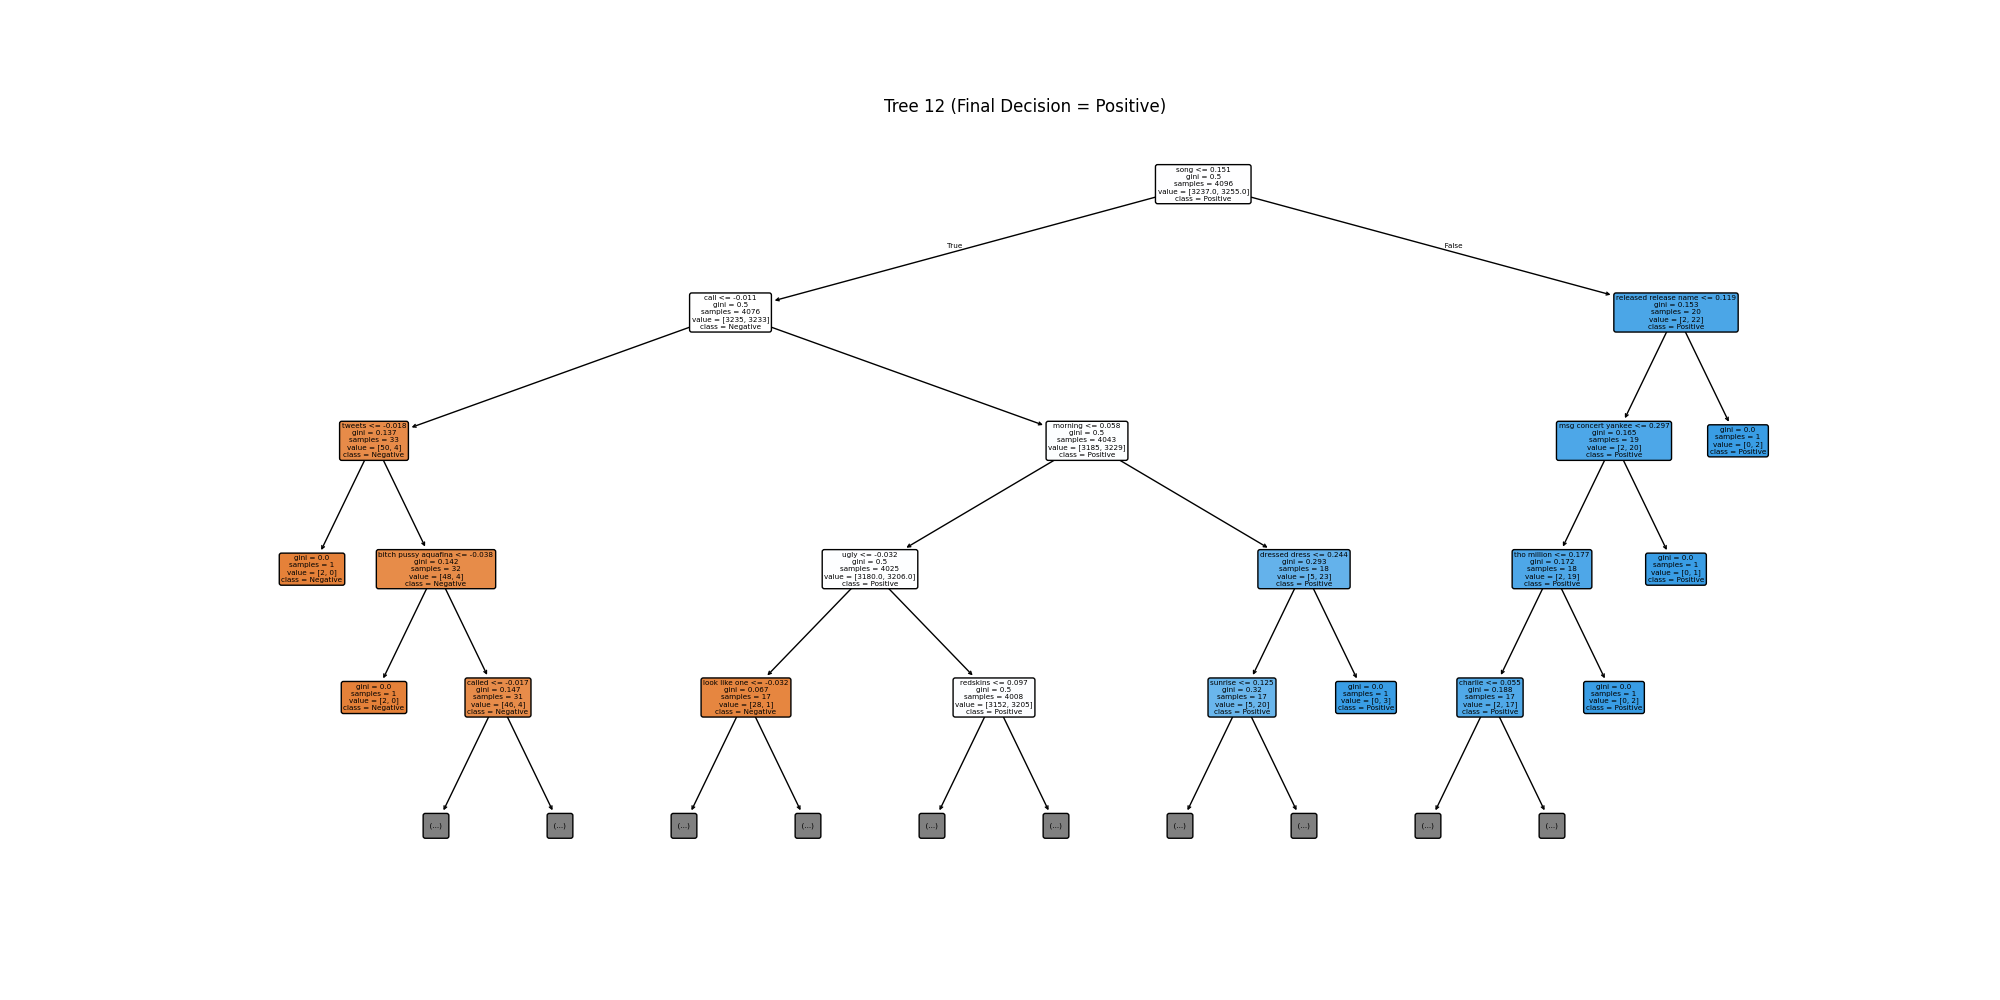 Tree 12 (Final Decision = Positive)
song <= 0.151
gini = 0.5
samples = 4096
value = [3237.0, 3255.0]
class = Positive
True
False
call <= -0.011
gini = 0.5
samples = 4076
value = [3235, 3233]
class = Negative
released release name <= 0.119
gini = 0.153
samples = 20
value = [2, 22]
class = Positive
tweets <= -0.018
gini = 0.137
samples = 33
value = [50, 4]
class = Negative
morning <= 0.058
gini = 0.5
samples = 4043
value = [3185, 3229]
class = Positive
msg concert yankee <= 0.297
gini = 0.165
samples = 19
value = [2, 20]
class = Positive
gini = 0.0
samples = 1
value = [0, 2]
class = Positive
gini = 0.0
samples = 1
value = [2, 0]
class = Negative
bitch pussy aquafina <= -0.038
gini = 0.142
samples = 32
value = [48, 4]
class = Negative
ugly <= -0.032
gini = 0.5
samples = 4025
value = [3180.0, 3206.0]
class = Positive
dressed dress <= 0.244
gini = 0.293
samples = 18
value = [5, 23]
class = Positive
tho million <= 0.177
gini = 0.172
samples = 18
value = [2, 19]
class = Positive
gini = 0.0
samples = 1
value = [0, 1]
class = Positive
gini = 0.0
samples = 1
value = [2, 0]
class = Negative
called <= -0.017
gini = 0.147
samples = 31
value = [46, 4]
class = Negative
look like one <= -0.032
gini = 0.067
samples = 17
value = [28, 1]
class = Negative
redskins <= 0.097
gini = 0.5
samples = 4008
value = [3152, 3205]
class = Positive
sunrise <= 0.125
gini = 0.32
samples = 17
value = [5, 20]
class = Positive
gini = 0.0
samples = 1
value = [0, 3]
class = Positive
charlie <= 0.055
gini = 0.188
samples = 17
value = [2, 17]
class = Positive
gini = 0.0
samples = 1
value = [0, 2]
class = Positive
(...)
(...)
(...)
(...)
(...)
(...)
(...)
(...)
(...)
(...)